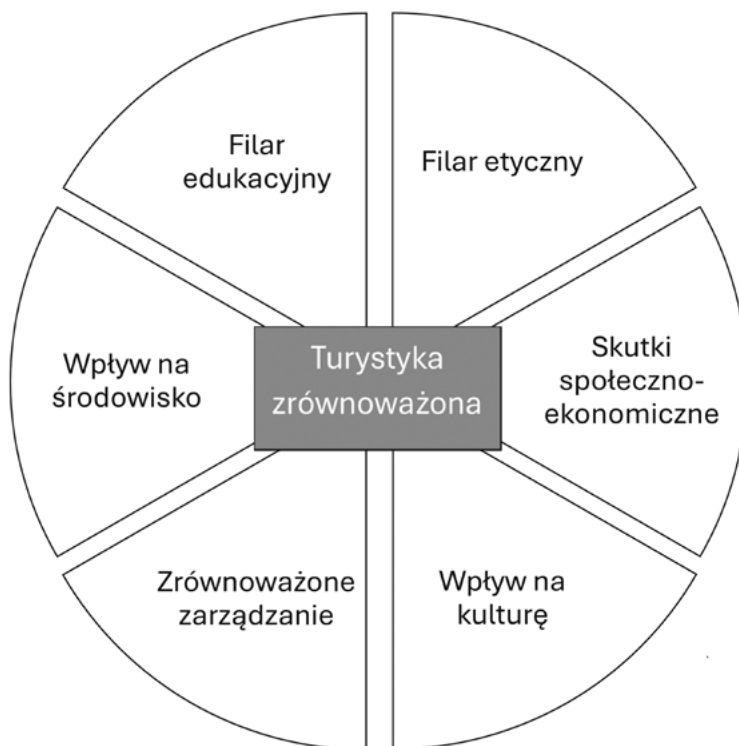 Filar
edukacyjny
Filar etyczny
Wpływ na
środowisko
Turystyka
zrównoważona
Skutki
społeczno-
ekonomiczne
Zrównoważone
zarządzanie
Wpływ na
kulturę